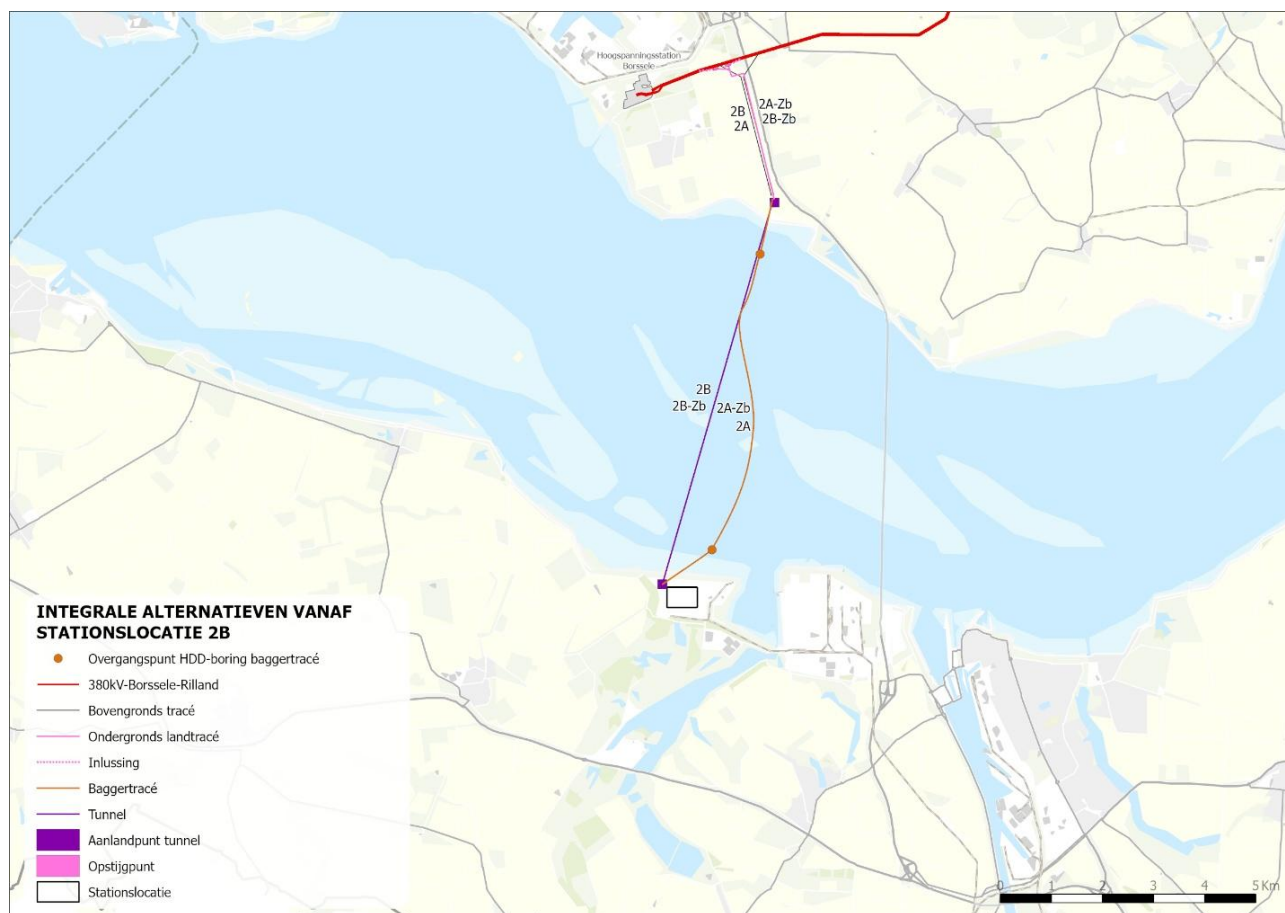 Hoogspanningsstation
Borssele
2B
2A
2A-Zb
2B-Zb
2B
2B-Zb
2A-Zb
2A
INTEGRALE ALTERNATIEVEN VANAF
STATIONSLOCATIE 2B
Overgangspunt HDD-boring baggertracé
380kV-Borssele-Rilland
Bovengronds tracé
Ondergronds landtracé
Inlussing
Baggertracé
Tunnel
Aanlandpunt tunnel
Opstijgpunt
Stationslocatie
0 1 2 3 4 5 Km